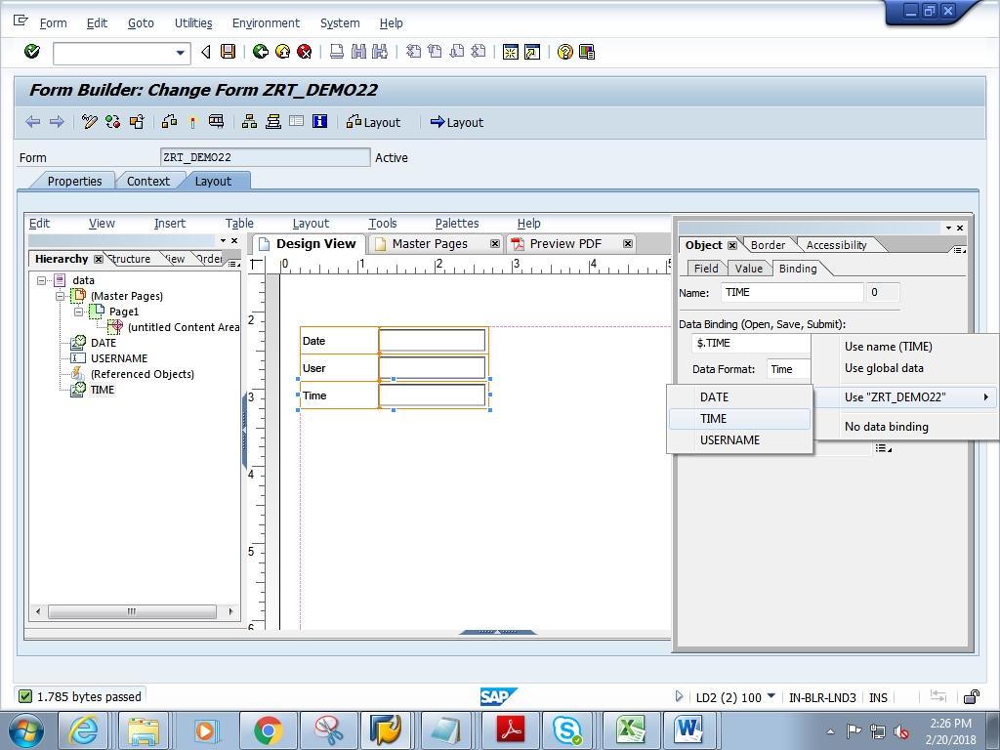 Form Edit Goto Utilities Environment System Help
Form Builder: Change Form ZRT_DEMO22
Layout Layout
Form ZRT_DEMO22 Active
Properties Context Layout
Edit View Insert Table Layout Tools Palettes Help
Hierarchy Structure View Order
Design View Master Pages Preview PDF
0 1 2 3 4 5
2
3
4
5
6
data
(Master Pages)
Page1
(untitled Content Area
DATE
USERNAME
(Referenced Objects)
TIME
Date
User
Time
Object Border Accessibility
Field Value Binding
Name: TIME 0
Data Binding (Open, Save, Submit):
$.TIME
Data Format: Time
Use name (TIME)
Use global data
Use "ZRT_DEMO22"
No data binding
DATE
TIME
USERNAME
1.785 bytes passed
SAP
LD2 (2) 100 IN-BLR-LND3 INS
2:26 PM
2/20/2018